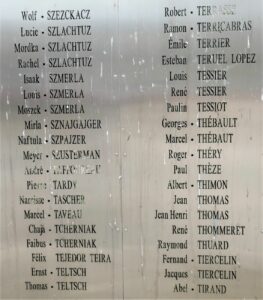 Wolf - SZEZCKACZ
Lucie - SZLACHTUZ
Mordka - SZLACHTUZ
Rachel - SZLACHTUZ
Isaak - SZMERLA
Louis - SZMERLA
Moszek - SZMERLA
Mirla - SZNAJGAJGER
Naftula - SZPAJZER
Meyer - SZUSTERMAN
André -
Pierre - TARDY
Narcisse - TASCHER
Marcel - TAVEAU
Chaja - TCHERNIAK
Faibus - TCHERNIAK
Félix - TEJEDOR TEIRA
Ernst - TELTSCH
Thomas - TELTSCH
Robert - TERRASSE
Ramon - TERRICABRAS
Émile - TERRIER
Esteban - TERUEL LOPEZ
Louis - TESSIER
René - TESSIER
Paulin - TESSIOT
Georges - THÉBAULT
Marcel - THÉBAUT
Roger - THÉRY
Paul - THÈZE
Albert - THIMON
Jean - THOMAS
Jean Henri - THOMAS
René - THOMMERET
Raymond - THUARD
Fernand - TIERCELIN
Jacques - TIERCELIN
Abel - TIRAND